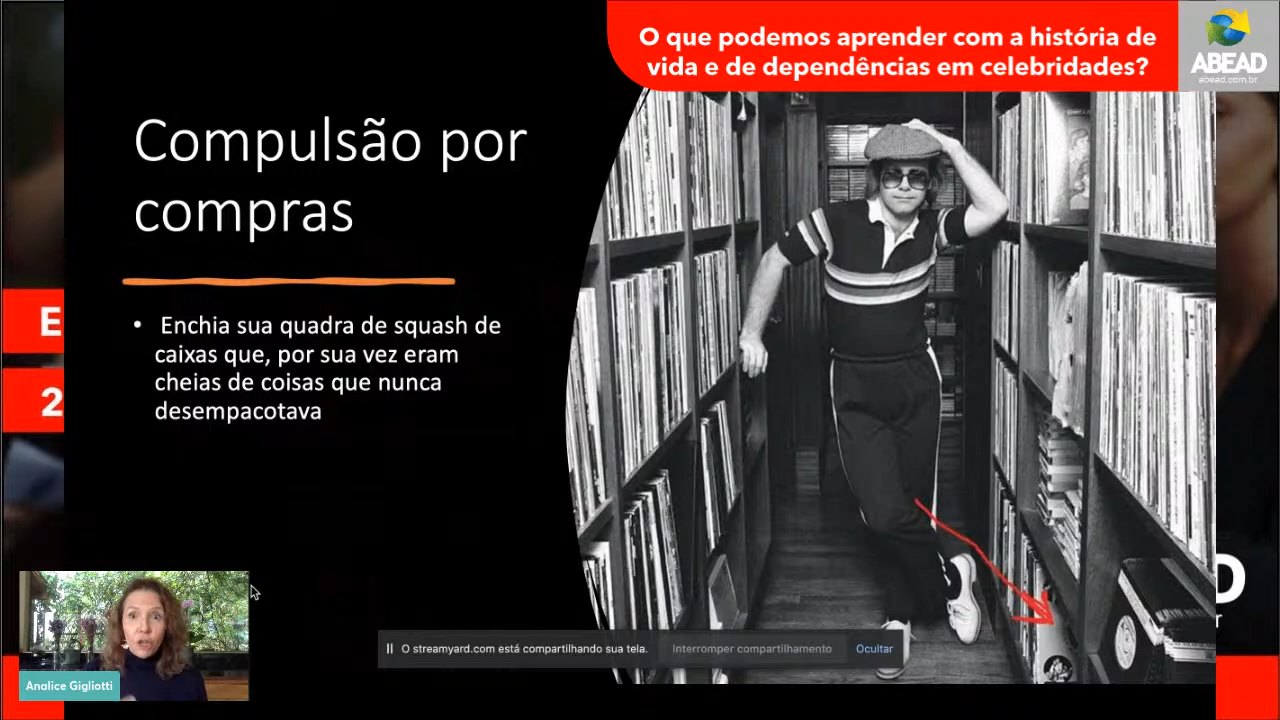 O que podemos aprender com a história de
vida e de dependências em celebridades?
ABEAD
abead.com.br
Compulsão por
compras
• Enchia sua quadra de squash de
caixas que, por sua vez eram
cheias de coisas que nunca
desempacotava
E
2
D
r
O streamyard.com está compartilhando sua tela.
Interromper compartilhamento
Ocultar
Analice Gigliotti